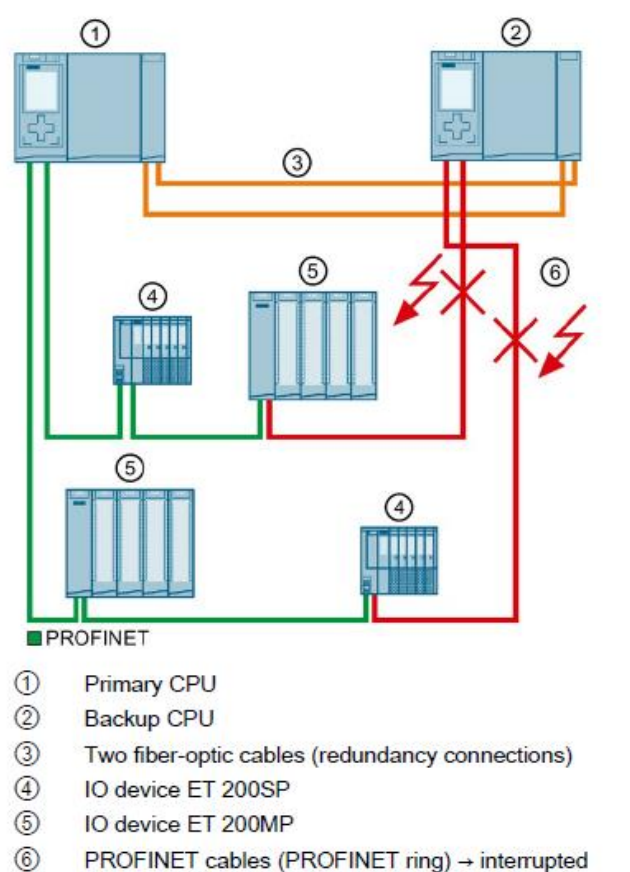 ① ②
③
⑤ ⑥
④
⑤
④
PROFINET
① Primary CPU
② Backup CPU
③ Two fiber-optic cables (redundancy connections)
④ IO device ET 200SP
⑤ IO device ET 200MP
⑥ PROFINET cables (PROFINET ring) → interrupted